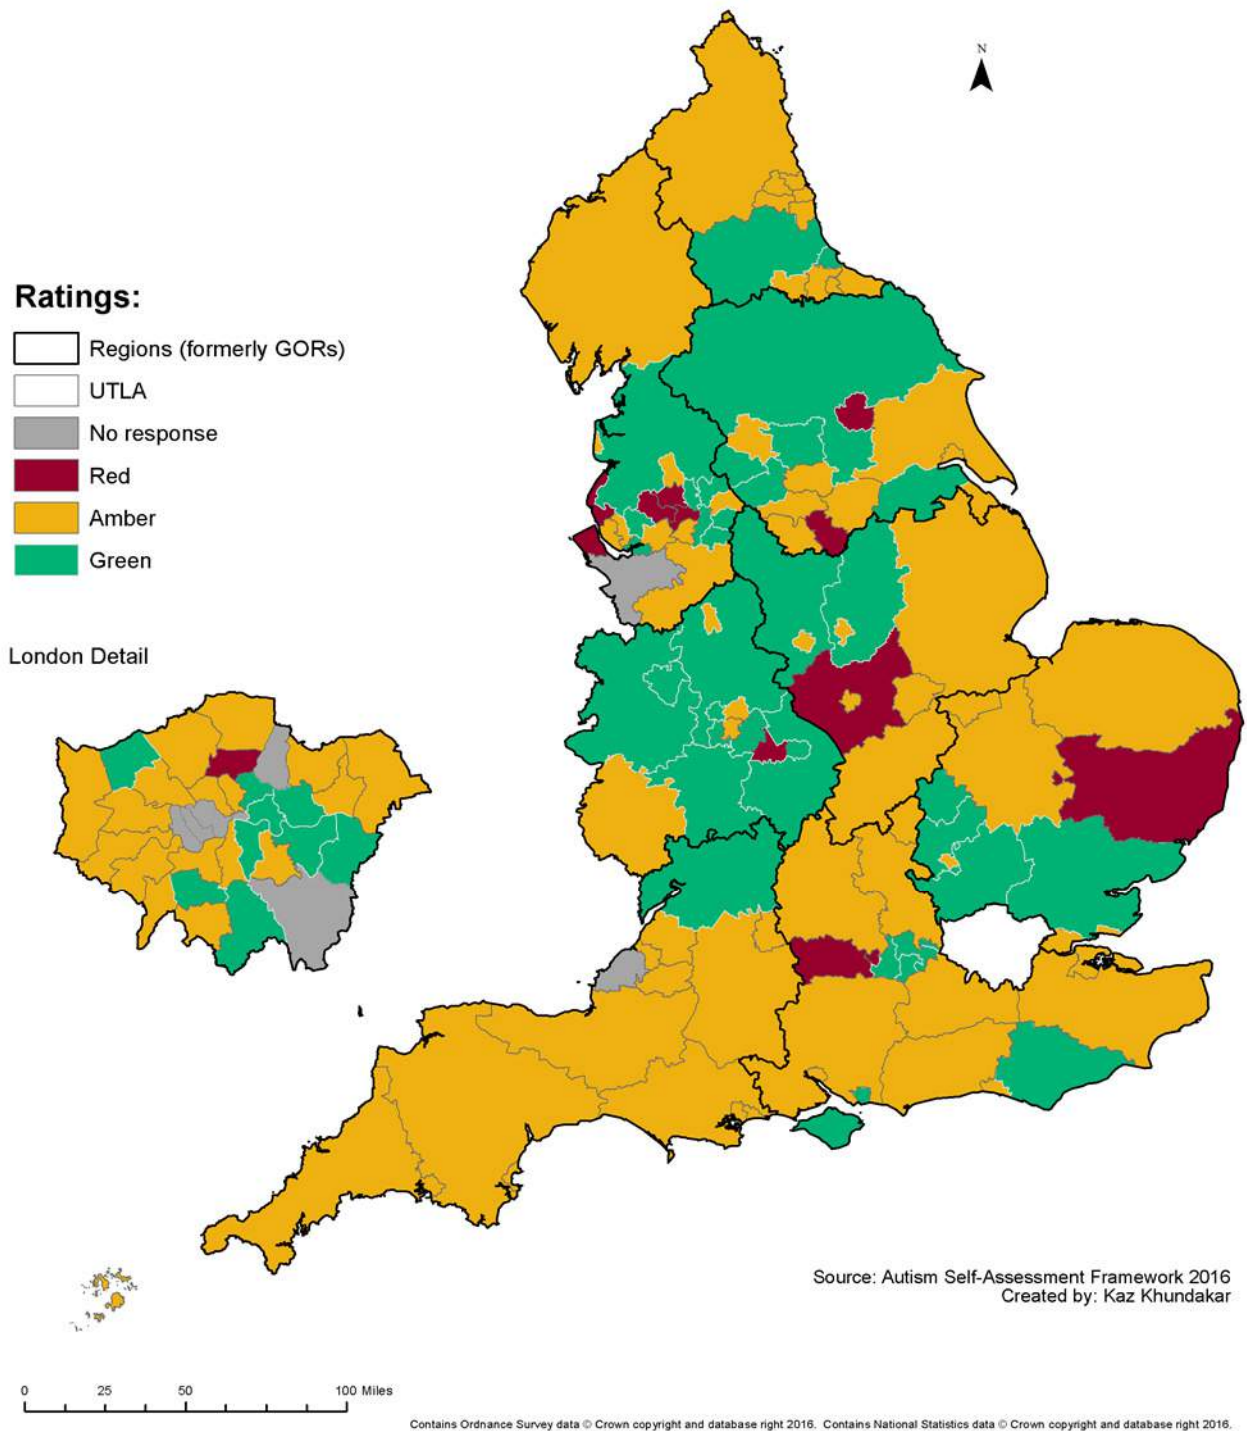 N
Ratings:
Regions (formerly GORs)
UTLA
No response
Red
Amber
Green
London Detail
Source: Autism Self-Assessment Framework 2016
Created by: Kaz Khundakar
0 25 50 100 Miles
Contains Ordnance Survey data © Crown copyright and database right 2016. Contains National Statistics data © Crown copyright and database right 2016.